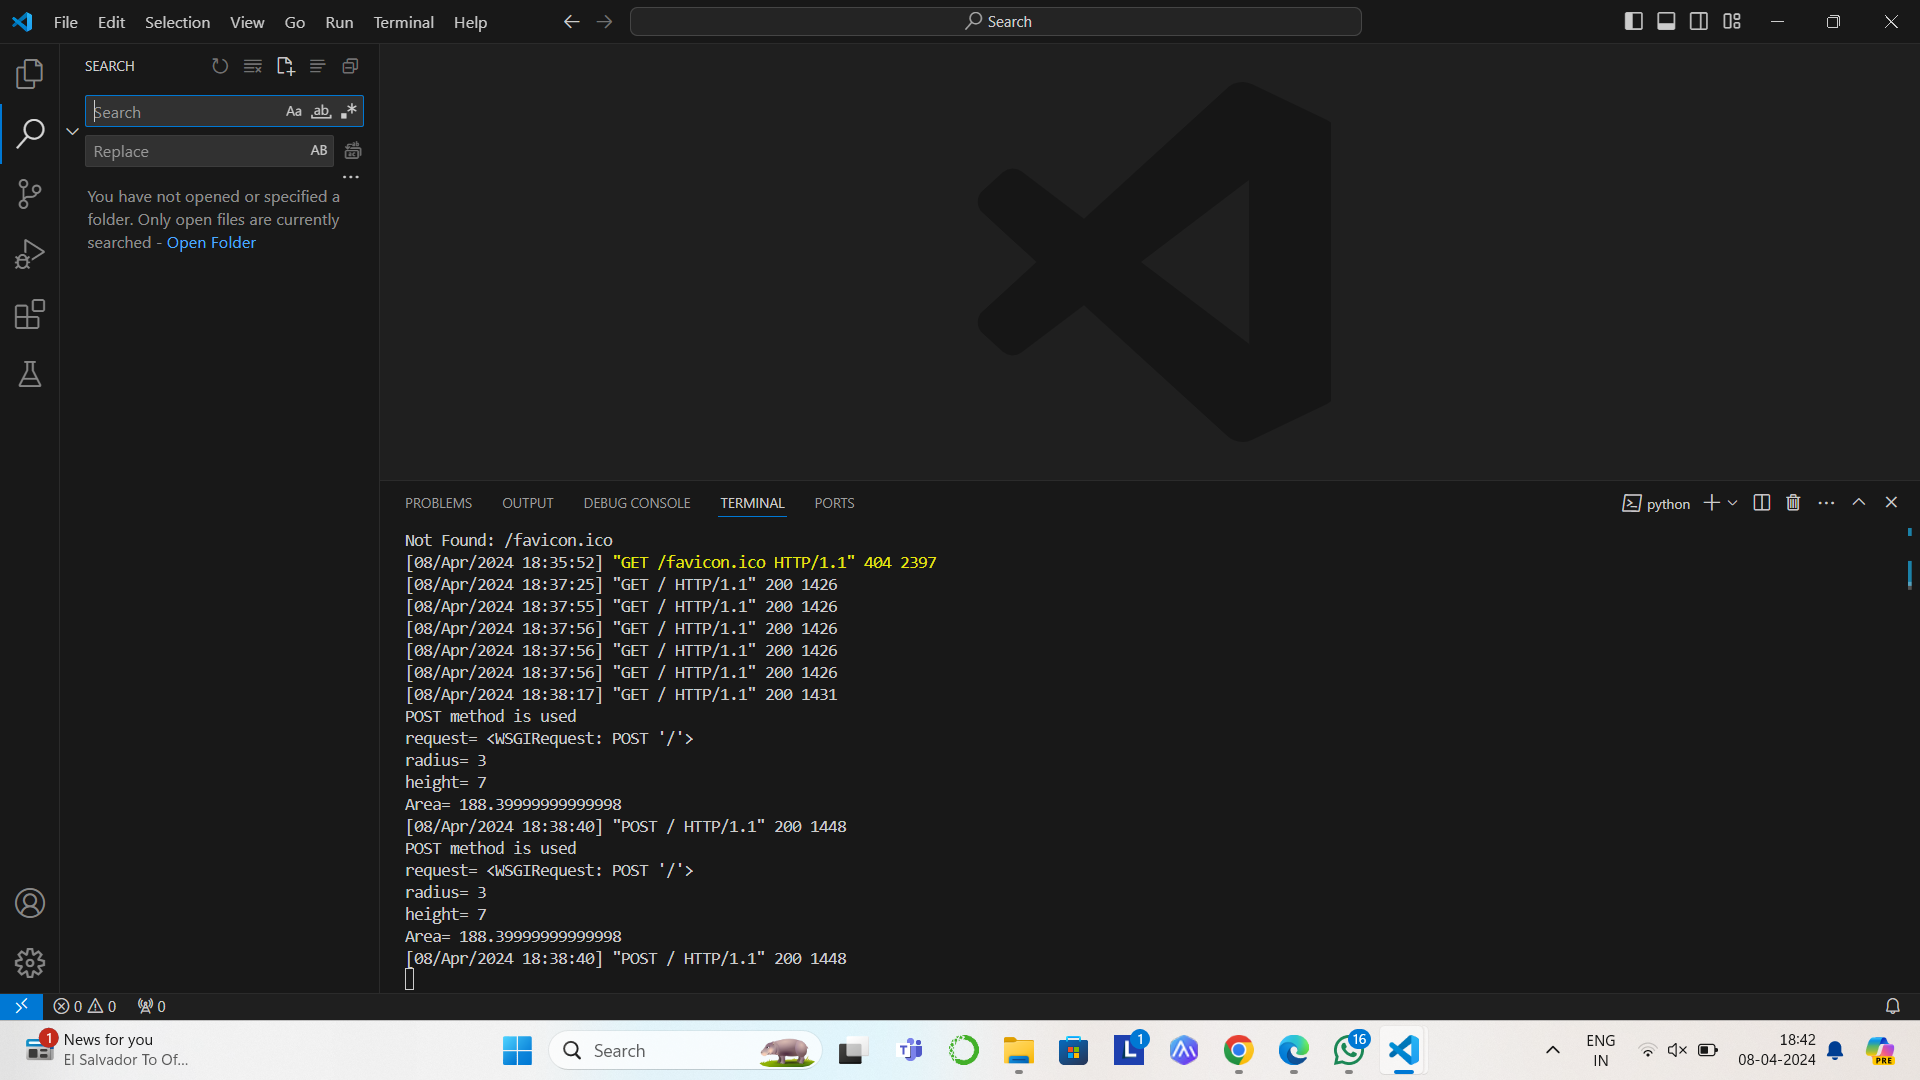 File Edit Selection View Go Run Terminal Help
Search
SEARCH
Search Aa ab
Replace AB
You have not opened or specified a
folder. Only open files are currently
searched - Open Folder
PROBLEMS OUTPUT DEBUG CONSOLE TERMINAL PORTS
python
Not Found: /favicon.ico
[08/Apr/2024 18:35:52] "GET /favicon.ico HTTP/1.1" 404 2397
[08/Apr/2024 18:37:25] "GET / HTTP/1.1" 200 1426
[08/Apr/2024 18:37:55] "GET / HTTP/1.1" 200 1426
[08/Apr/2024 18:37:56] "GET / HTTP/1.1" 200 1426
[08/Apr/2024 18:37:56] "GET / HTTP/1.1" 200 1426
[08/Apr/2024 18:37:56] "GET / HTTP/1.1" 200 1426
[08/Apr/2024 18:38:17] "GET / HTTP/1.1" 200 1431
POST method is used
request= <WSGIRequest: POST '/'>
radius= 3
height= 7
Area= 188.39999999999998
[08/Apr/2024 18:38:40] "POST / HTTP/1.1" 200 1448
POST method is used
request= <WSGIRequest: POST '/'>
radius= 3
height= 7
Area= 188.39999999999998
[08/Apr/2024 18:38:40] "POST / HTTP/1.1" 200 1448
0 0 0
1
News for you
El Salvador To Of...
Search
T
L 1
16
ENG
IN
18:42
08-04-2024
PRE